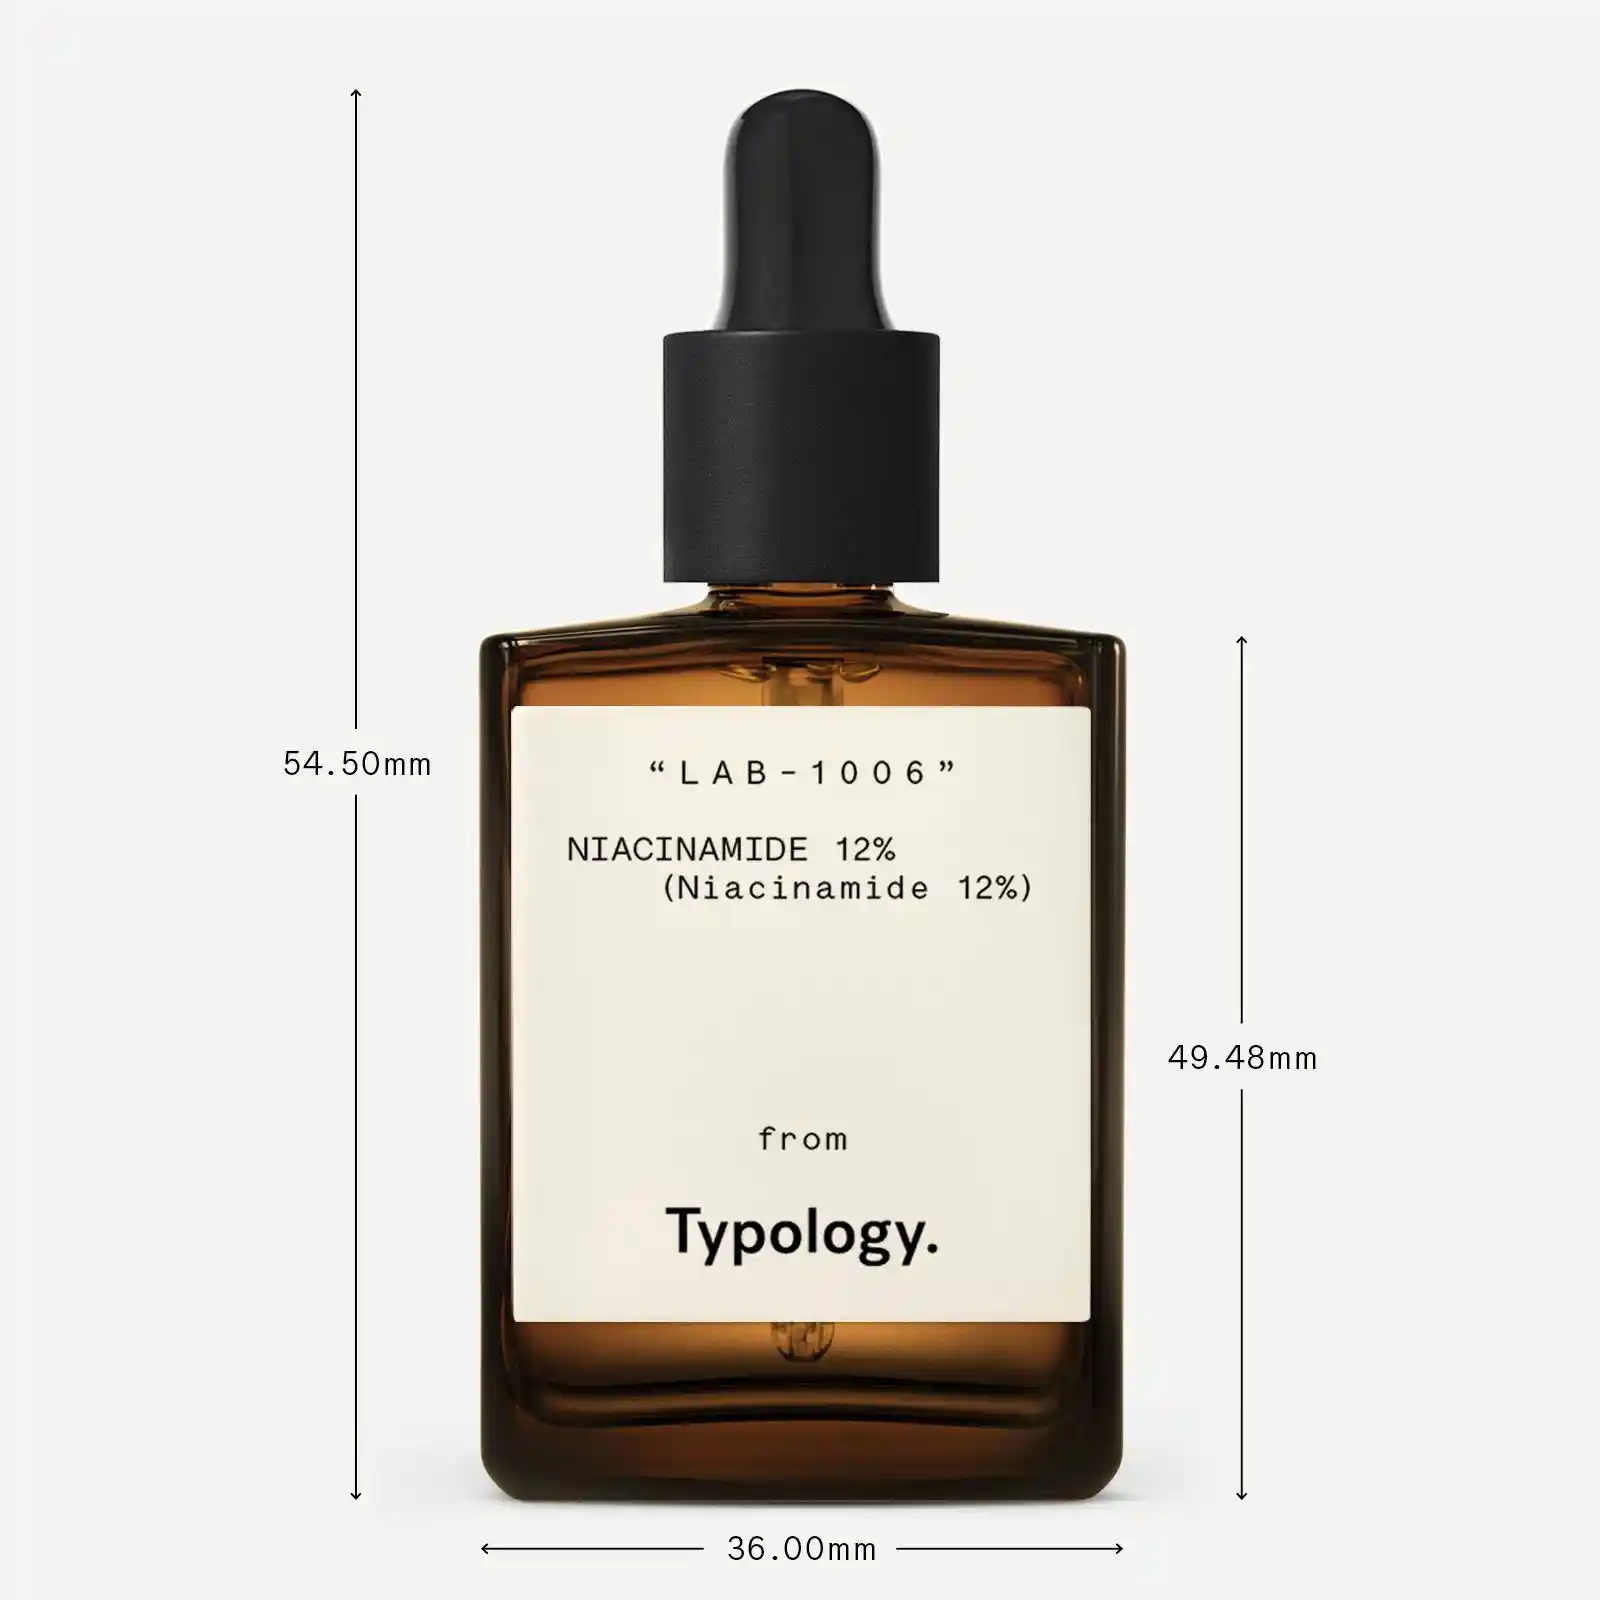 “LAB-1006”
NIACINAMIDE 12%
(Niacinamide 12%)
from
Typology.
54.50mm
49.48mm
36.00mm